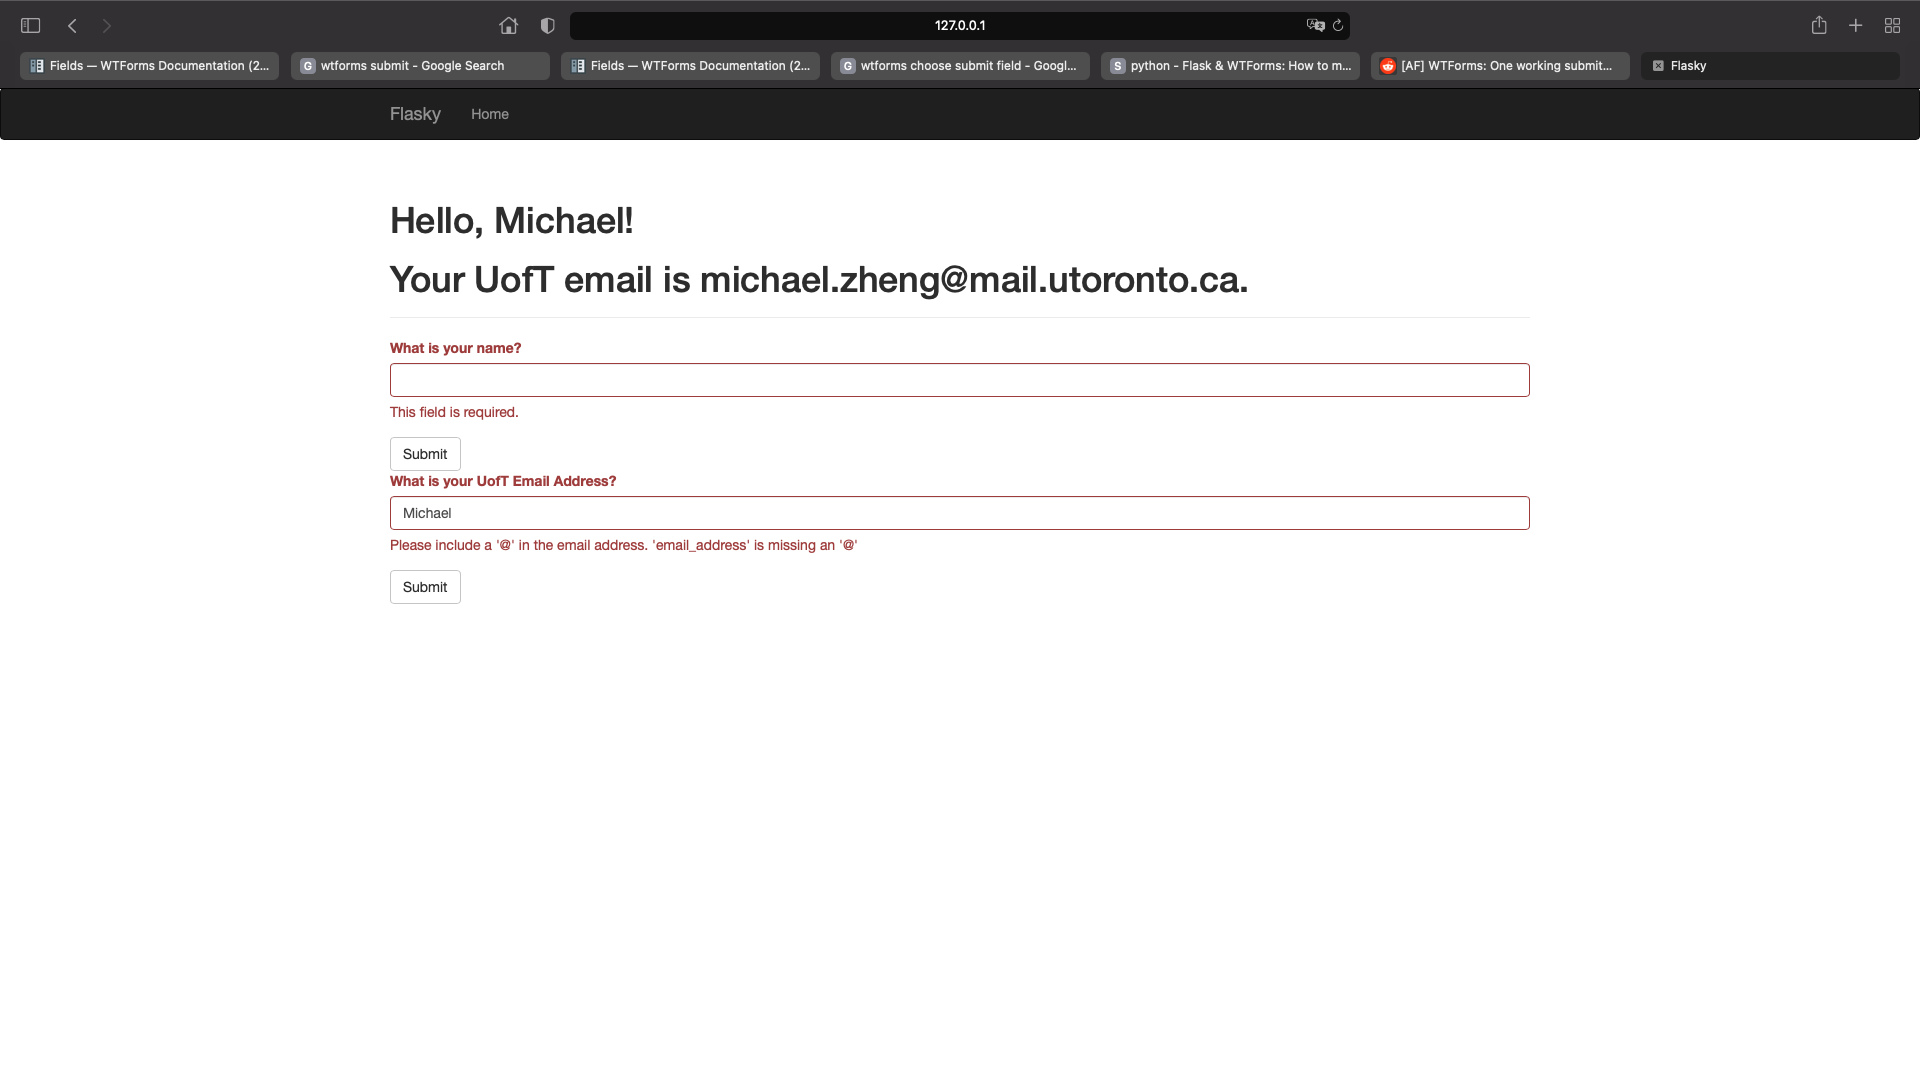 127.0.0.1
Fields — WTForms Documentation (2...
wtforms submit - Google Search
Fields — WTForms Documentation (2...
wtforms choose submit field - Googl...
python - Flask & WTForms: How to m...
[AF] WTForms: One working submit...
Flasky
Flasky Home
Hello, Michael!
Your UofT email is michael.zheng@mail.utoronto.ca.
What is your name?
This field is required.
Submit
What is your UofT Email Address?
Michael
Please include a '@' in the email address. 'email_address' is missing an '@'
Submit